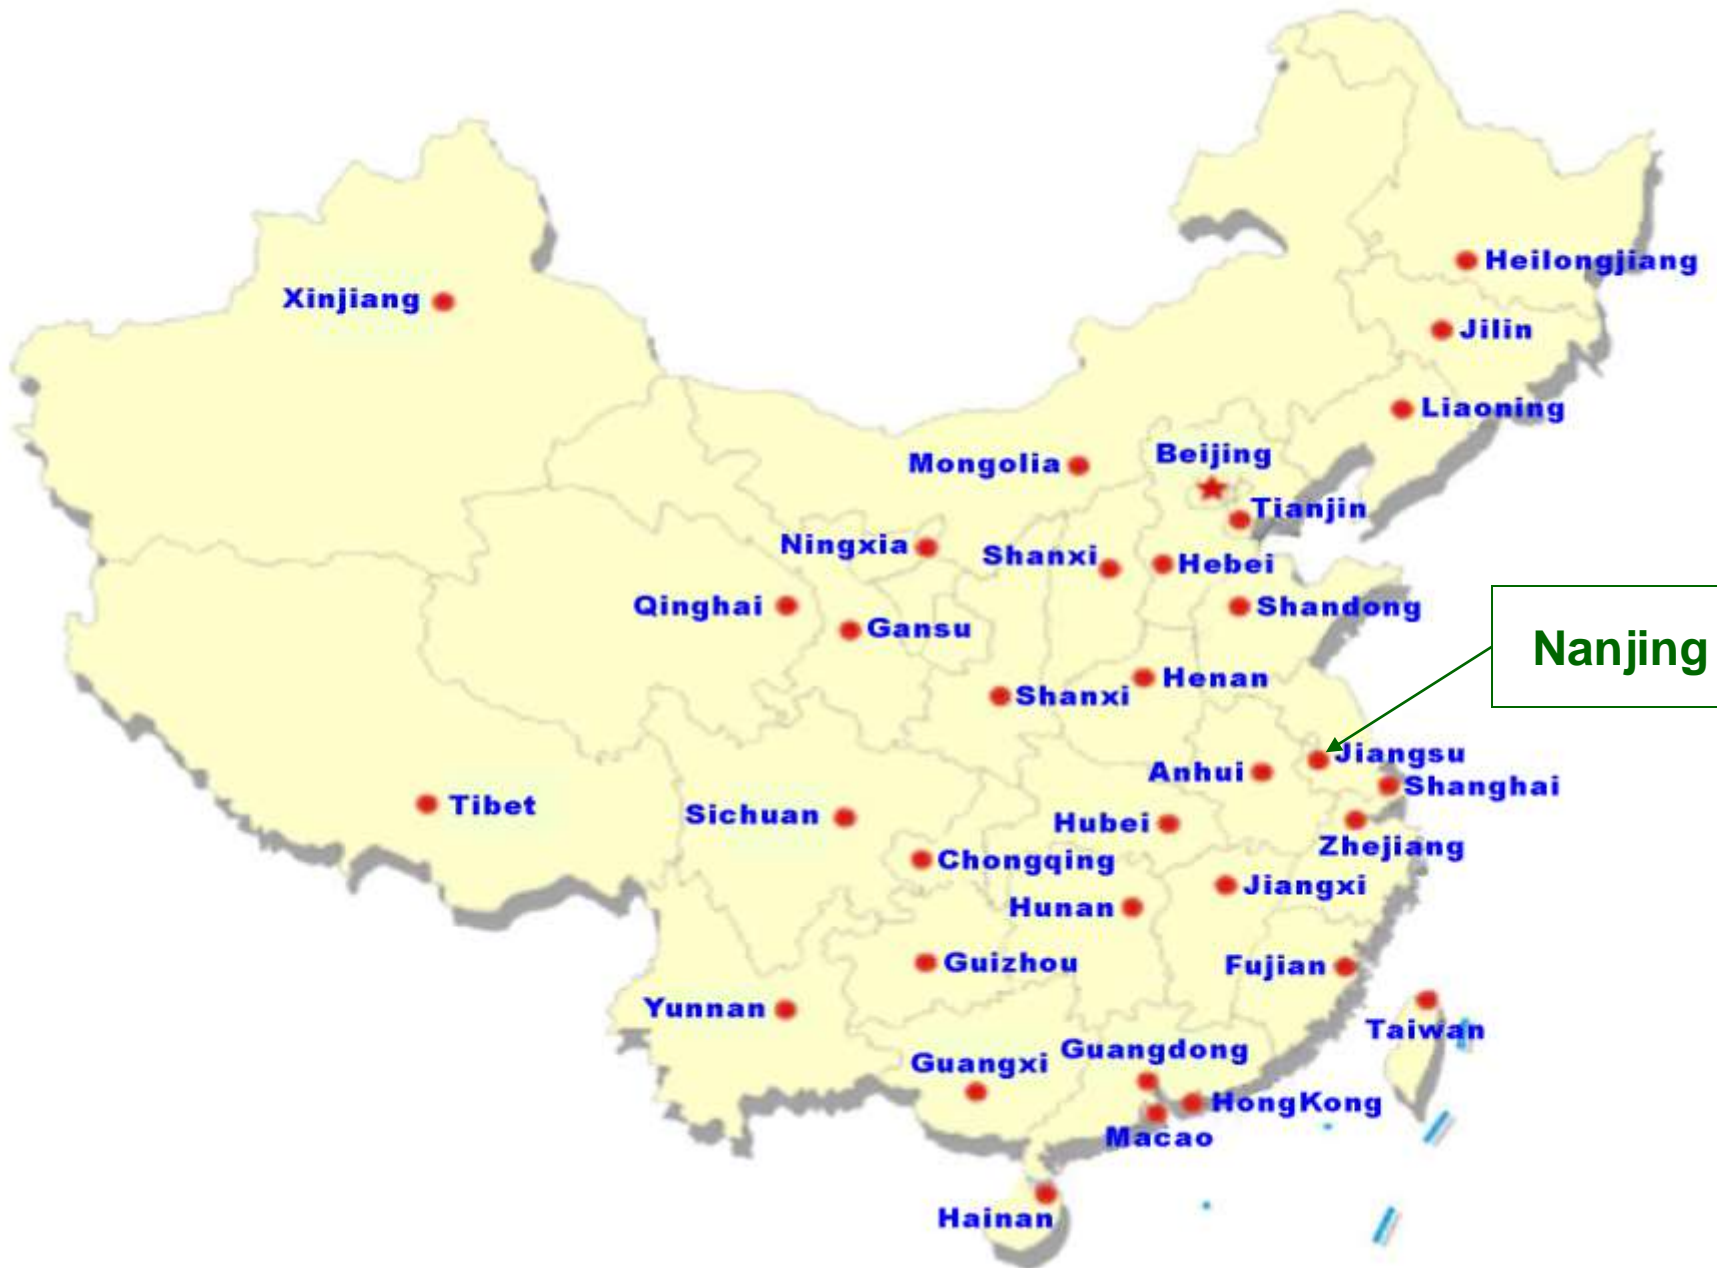 Heilongjiang
Xinjiang
Jilin
Liaoning
Beijing
Mongolia
Tianjin
Ningxia
Shanxi
Hebei
Qinghai
Gansu
Shandong
Nanjing
Henan
Shanxi
Jiangsu
Anhui
Shanghai
Tibet
Sichuan
Hubei
Zhejiang
Chongqing
Jiangxi
Hunan
Guizhou
Fujian
Yunnan
Taiwan
Guangdong
Guangxi
HongKong
Macao
Hainan